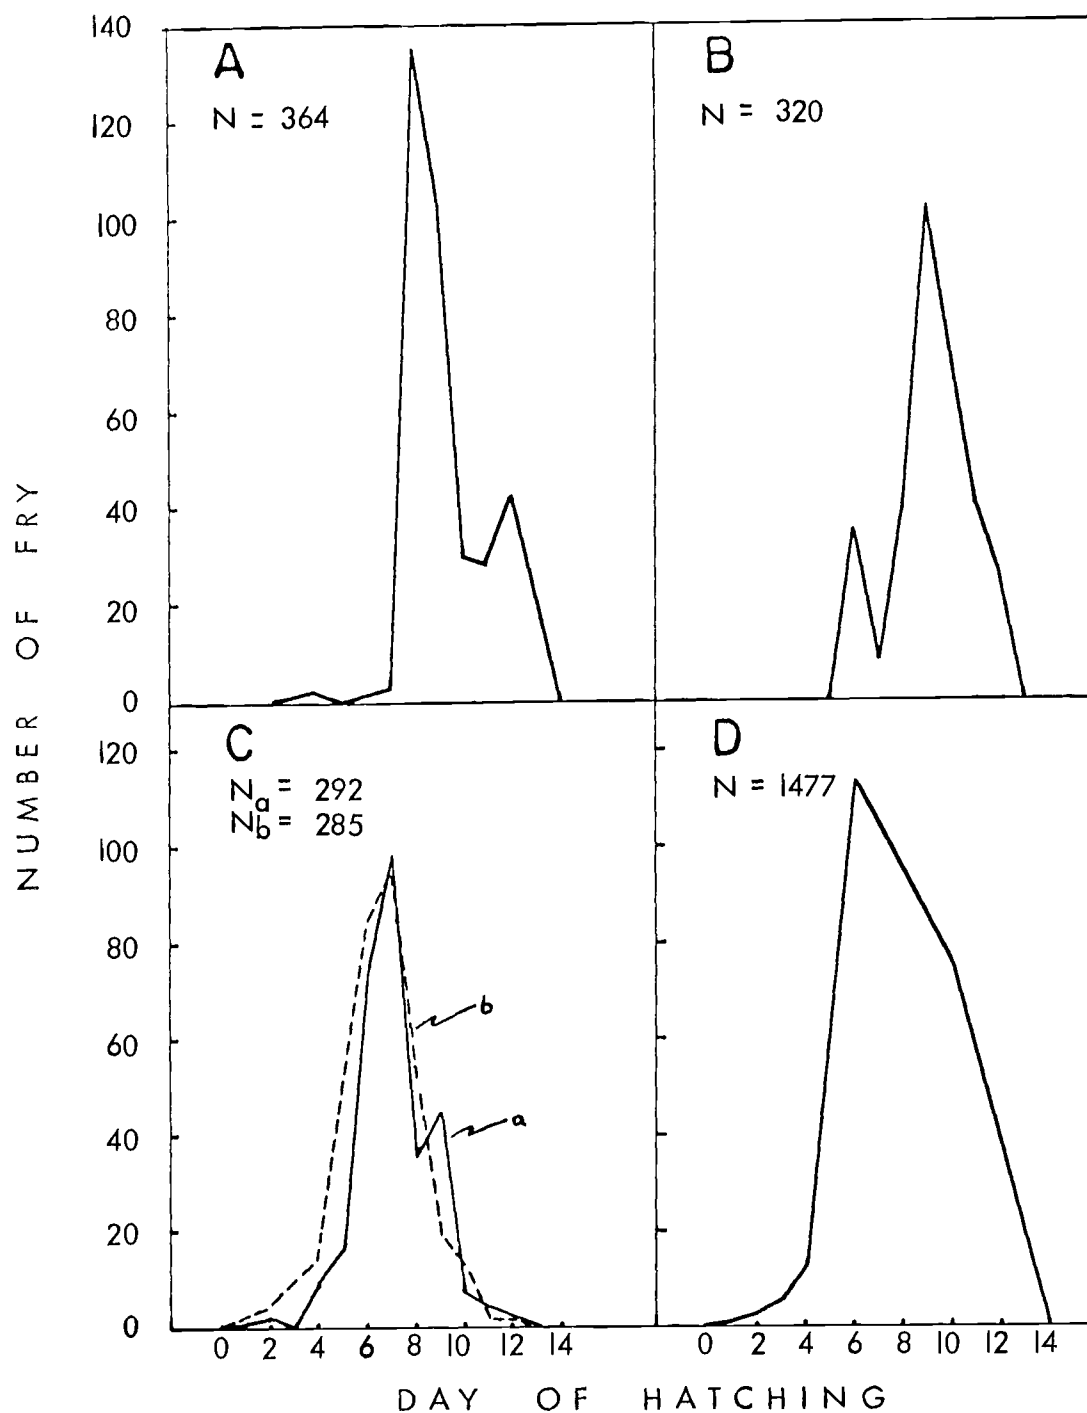 NUMBER OF FRY
140
120
100
80
60
40
20
0
A
N = 364
B
N = 320
120
100
80
60
40
20
0
C
Na = 292
Nb = 285
b
a
D
N = 1477
0 2 4 6 8 10 12 14
0 2 4 6 8 10 12 14
DAY OF HATCHING